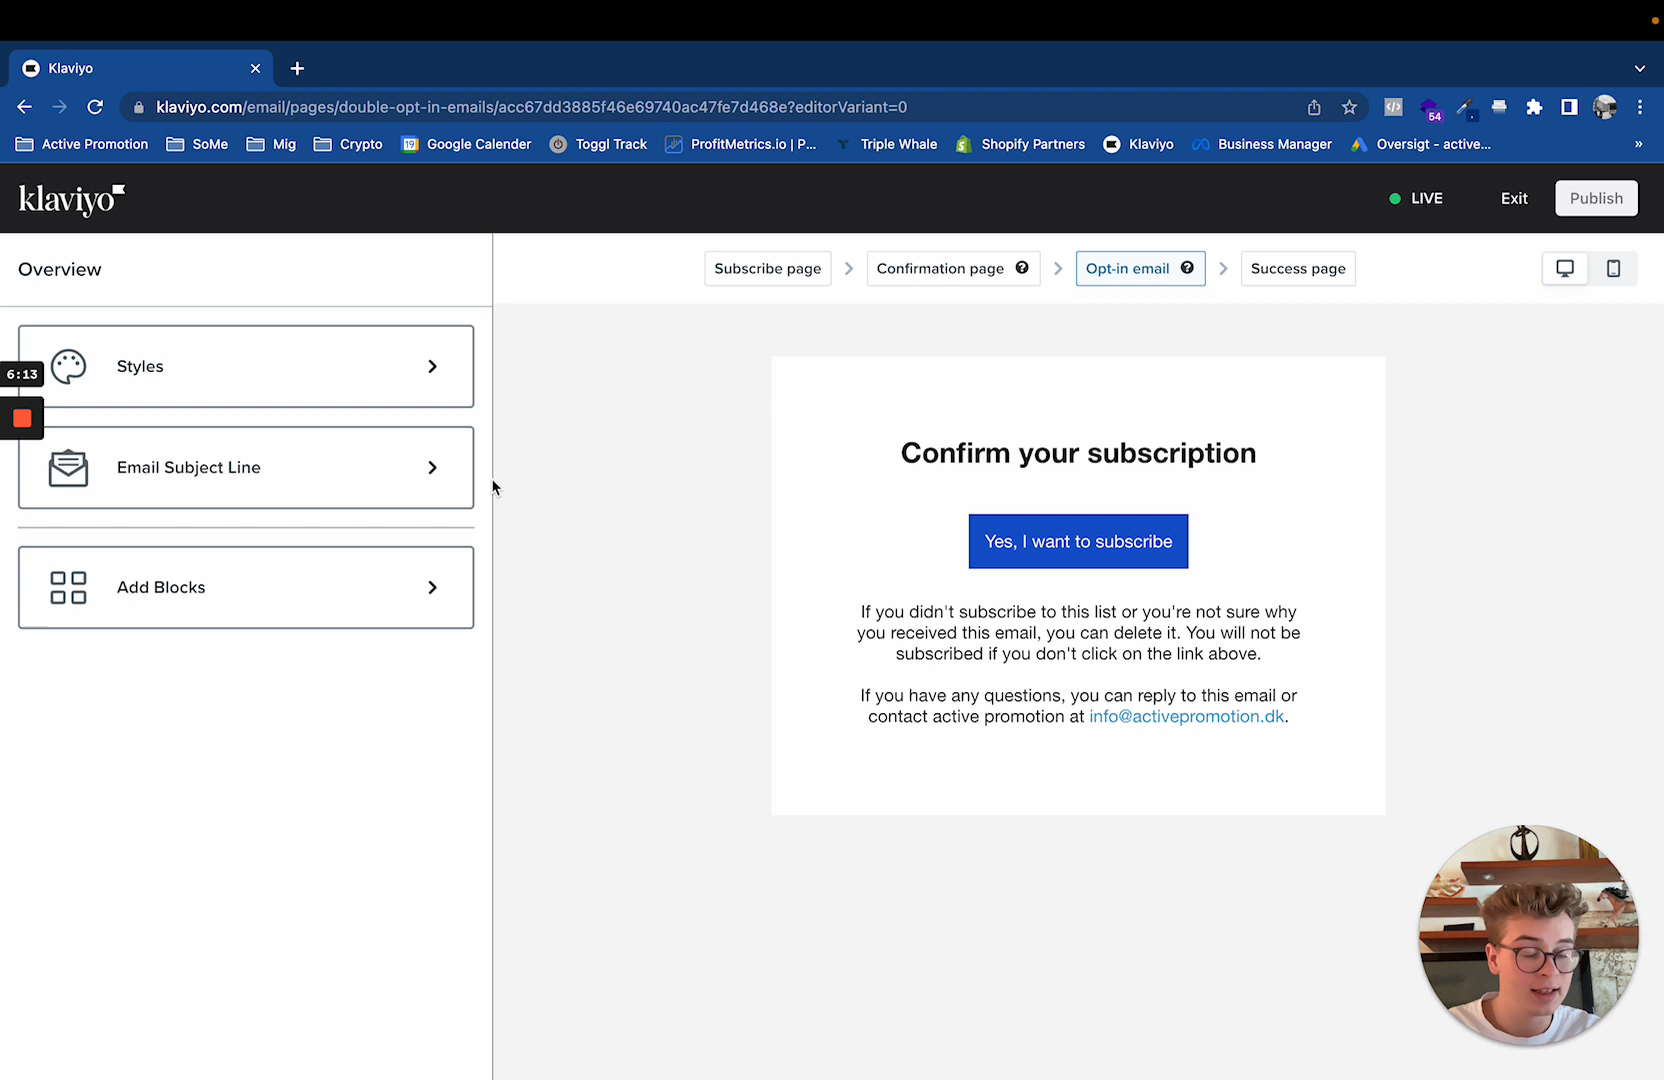 Klaviyo
klaviyo.com/email/pages/double-opt-in-emails/acc67dd3885f46e69740ac47fe7d468e?editorVariant=0
54
Active Promotion
SoMe
Mig
Crypto
19
Google Calender
Toggl Track
ProfitMetrics.io | P...
Triple Whale
Shopify Partners
Klaviyo
Business Manager
Oversigt - active...
»
klaviyo
LIVE
Exit
Publish
Overview
Subscribe page
Confirmation page ?
Opt-in email ?
Success page
Styles
6:13
Email Subject Line
Add Blocks
Confirm your subscription
Yes, I want to subscribe
If you didn't subscribe to this list or you're not sure why
you received this email, you can delete it. You will not be
subscribed if you don't click on the link above.
If you have any questions, you can reply to this email or
contact active promotion at info@activepromotion.dk.